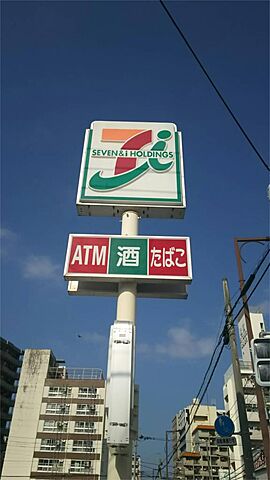 SEVEN & i HOLDINGS
ATM 酒 たばこ